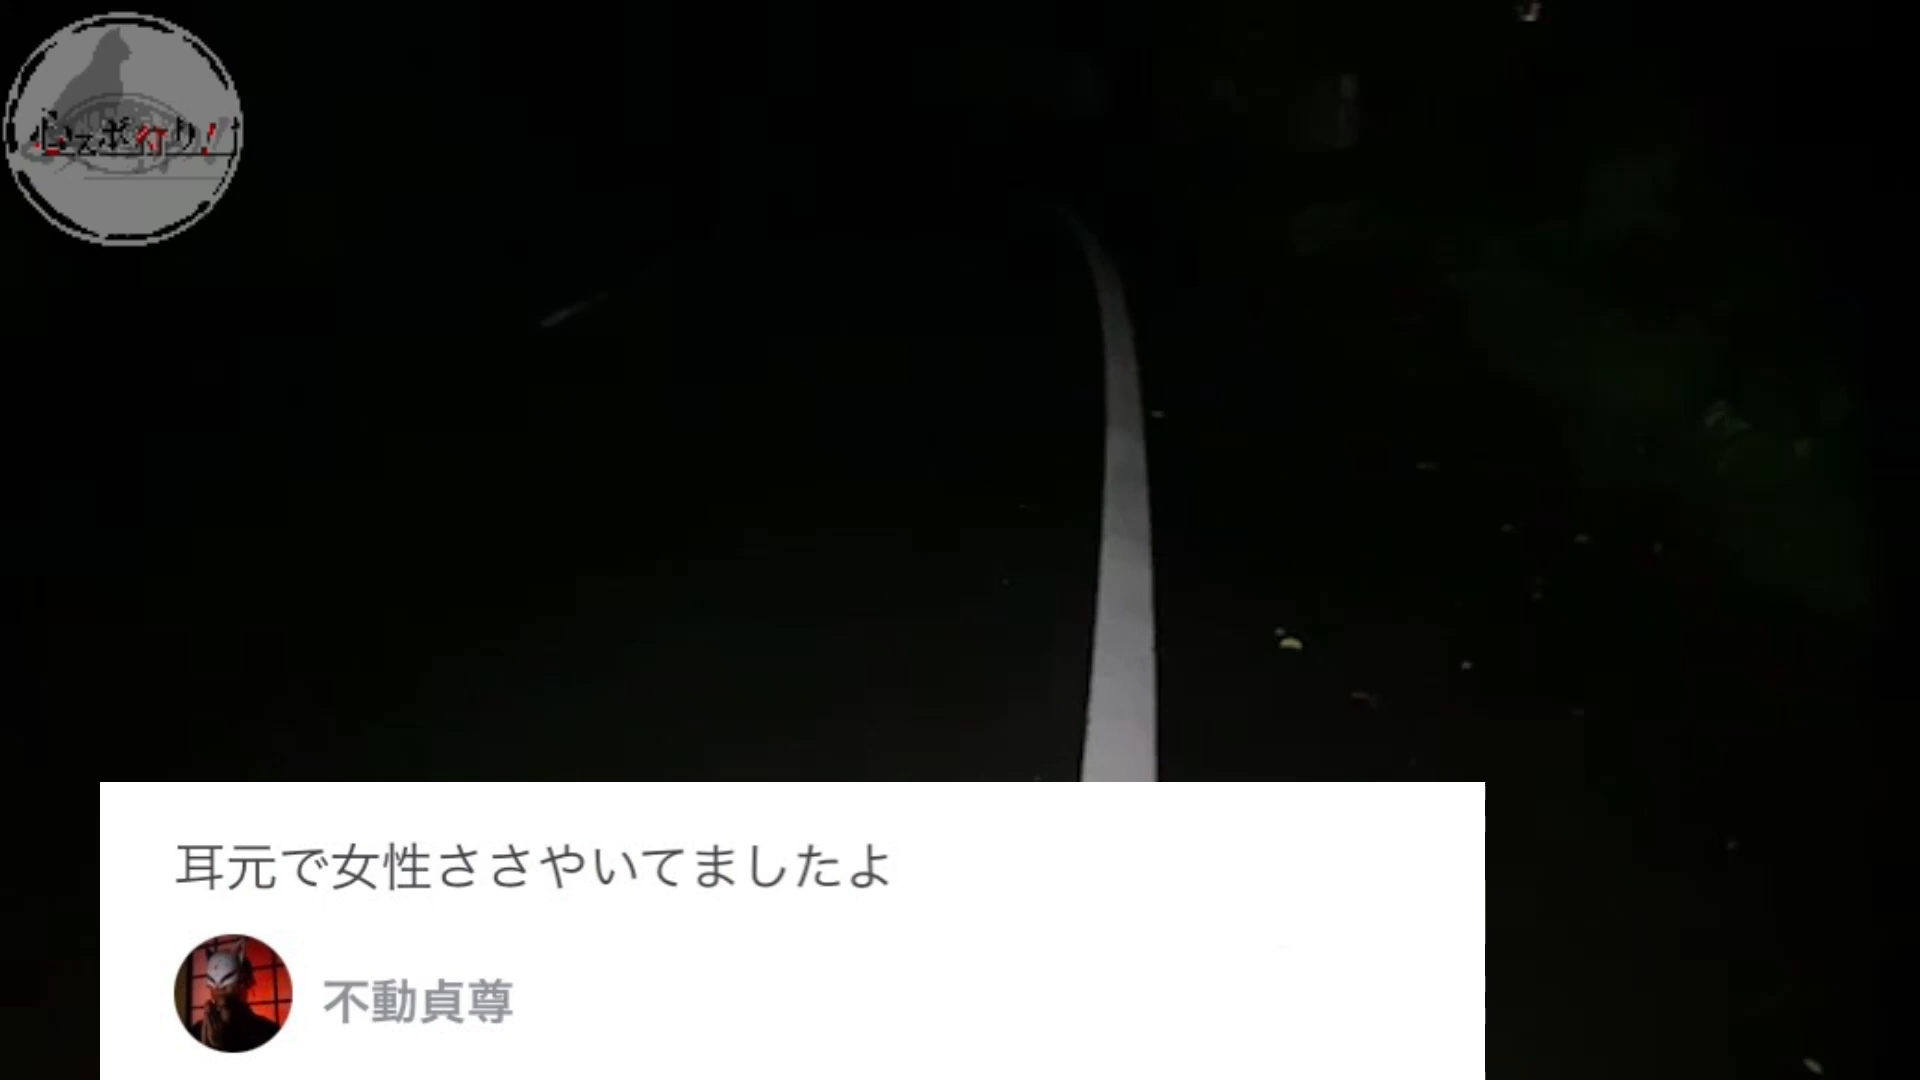 心スポ行り!
耳元で女性ささやいてましたよ
不動貞尊